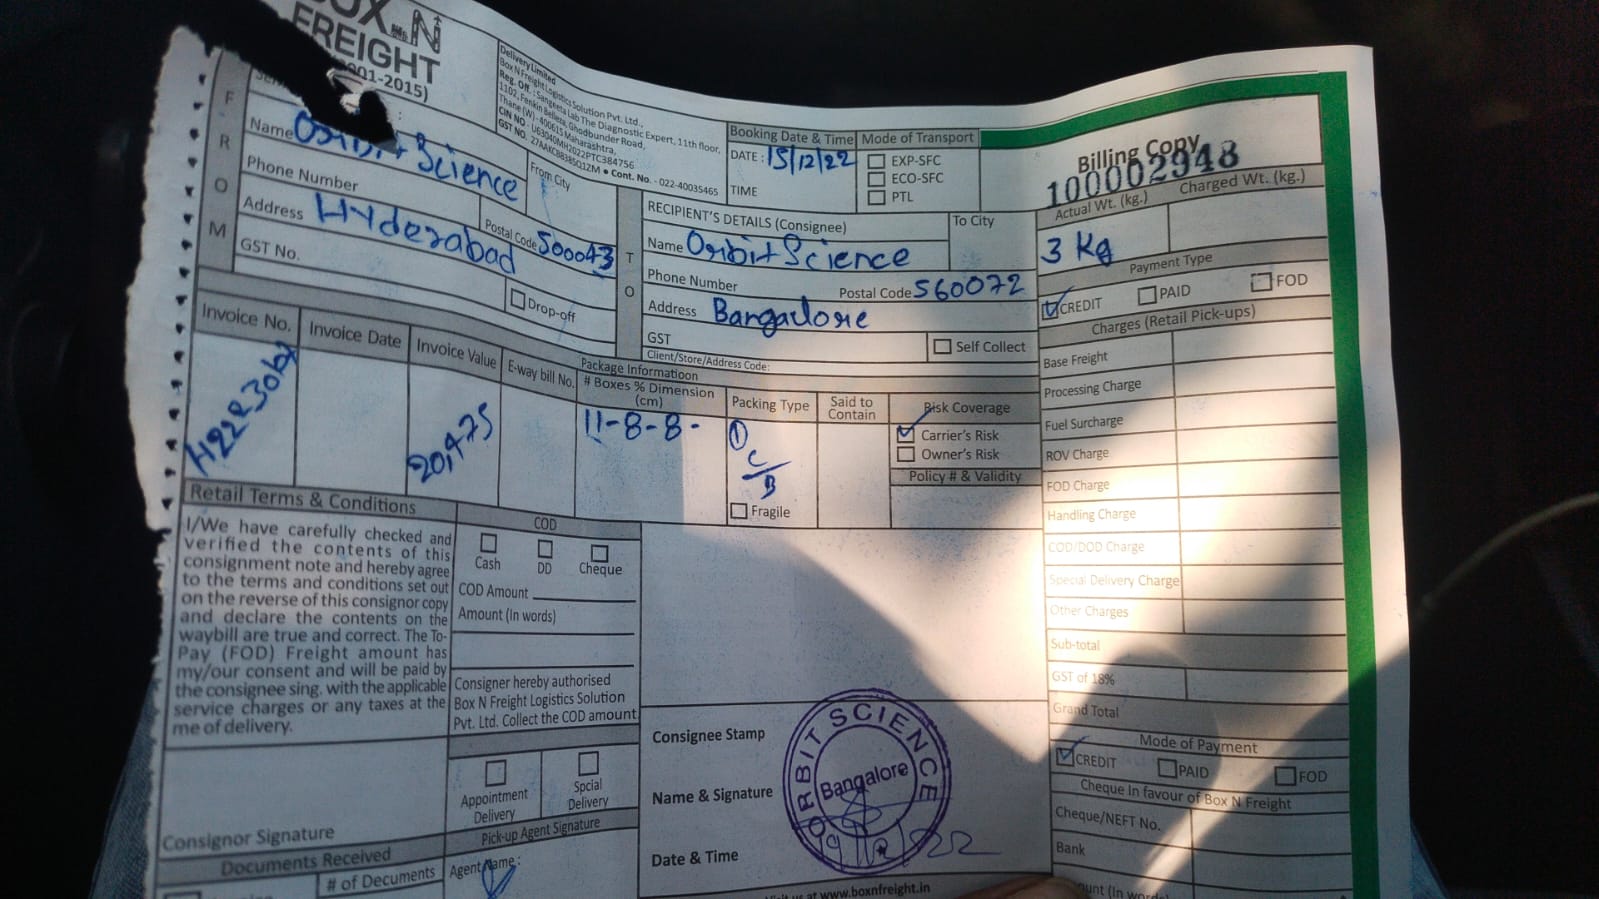 BOX N
FREIGHT
001-2015)
Delivery Limited
Box N Freight Logistics Solution Pvt. Ltd.,
Reg. Off. : Sangeeta Lab The Diagnostic Expert, 11th floor,
1102, Fenkin Belleza, Ghodbunder Road,
Thane (W) - 400615 Maharashtra.
CIN NO. U63040MH2022PTC384756
GST NO. 27AAKCB8385Q1ZM • Cont. No. - 022-40035465
Booking Date & Time
DATE : 15/12/22
TIME
Mode of Transport
EXP-SFC
ECO-SFC
PTL
Billing Copy
100002948
FROM
Name Orbit Science
From City
Phone Number
Address Hyderabad
Postal Code 500043
GST No.
Drop-off
TO
RECIPIENT'S DETAILS (Consignee)
To City
Name Orbit Science
Phone Number
Postal Code 560072
Address Bangalore
GST
Self Collect
Client/Store/Address Code:
Actual Wt. (kg.)
Charged Wt. (kg.)
3 Kg
Payment Type
CREDIT
PAID
FOD
Charges (Retail Pick-ups)
Base Freight
Processing Charge
Fuel Surcharge
ROV Charge
FOD Charge
Handling Charge
COD/DOD Charge
Special Delivery Charge
Other Charges
Sub-total
GST of 18%
Grand Total
Mode of Payment
CREDIT
PAID
FOD
Cheque In favour of Box N Freight
Cheque/NEFT No.
Bank
Invoice No.
Invoice Date
Invoice Value
20,475
E-way bill No.
Package Informatioon
# Boxes % Dimension
(cm)
11-8-8-
Packing Type
1 C/B
Fragile
Said to
Contain
Risk Coverage
Carrier's Risk
Owner's Risk
Policy # & Validity
Retail Terms & Conditions
I/We have carefully checked and
verified the contents of this
consignment note and hereby agree
to the terms and conditions set out
on the reverse of this consignor copy
and declare the contents on the
waybill are true and correct. The To-
Pay (FOD) Freight amount has
my/our consent and will be paid by
the consignee sing. with the applicable
service charges or any taxes at the
me of delivery.
COD
Cash
DD
Cheque
COD Amount
Amount (In words)
Consigner hereby authorised
Box N Freight Logistics Solution
Pvt. Ltd. Collect the COD amount
Appointment
Delivery
Spcial
Delivery
Pick-up Agent Signature
Agent Name :
Consignor Signature
Documents Received
# of Documents
Consignee Stamp
Name & Signature
Date & Time
ORBIT SCIENCE
Bangalore
it us at www.boxnfreight.in